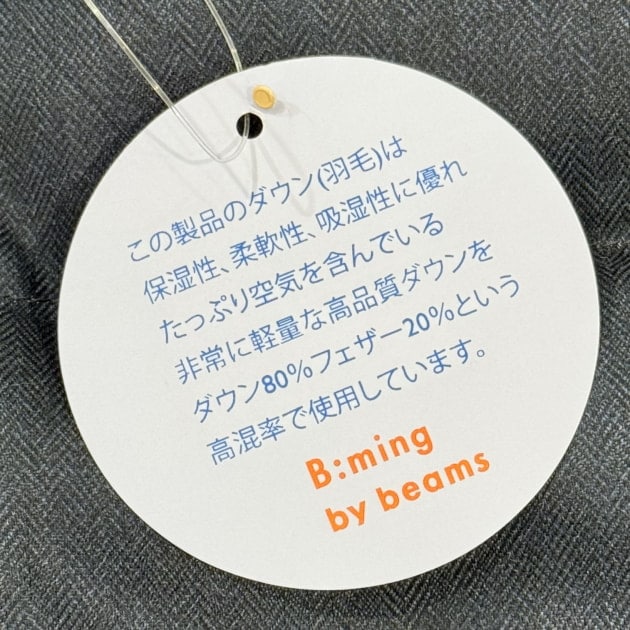 この製品のダウン(羽毛)は
保湿性、柔軟性、吸湿性に優れ
たっぷり空気を含んでいる
非常に軽量な高品質ダウンを
ダウン80%フェザー20%という
高混率で使用しています。
B:ming
by beams